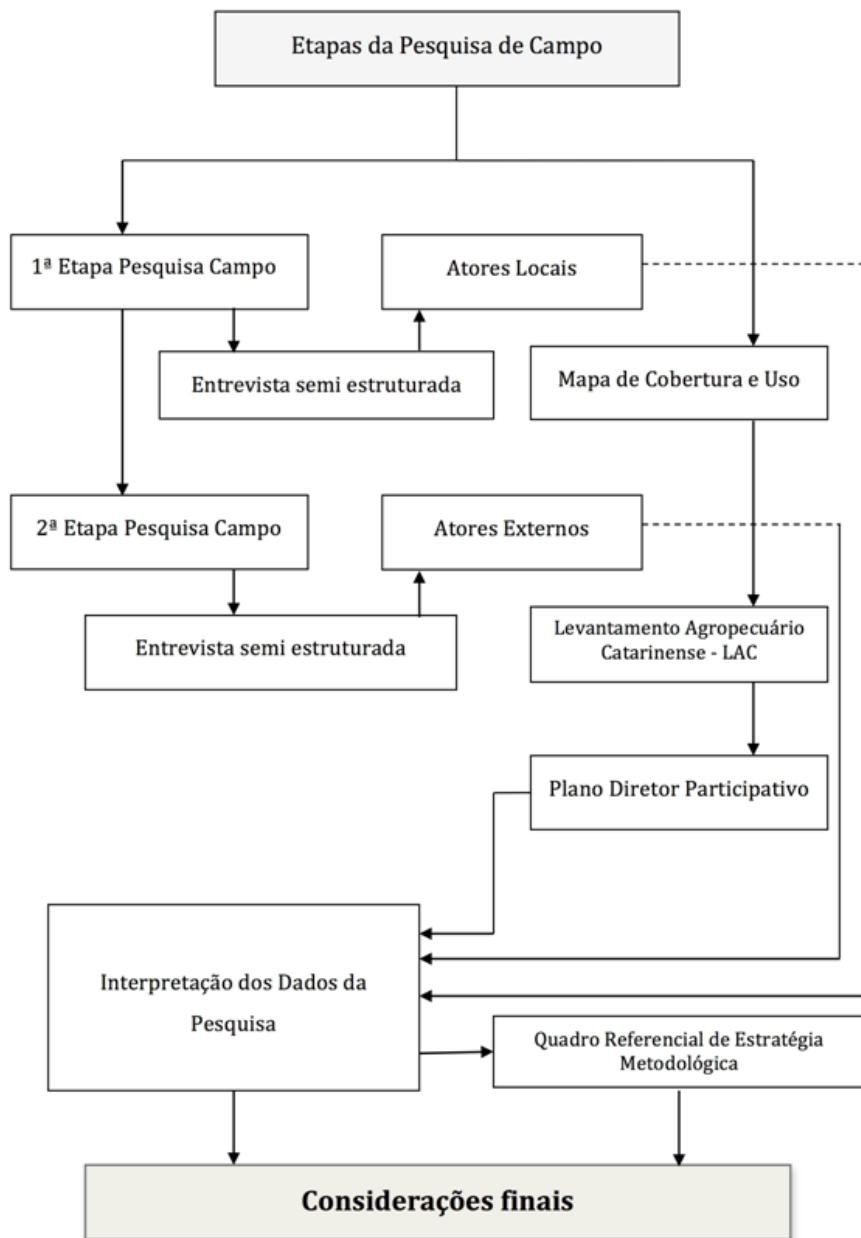 Etapas da Pesquisa de Campo
1ª Etapa Pesquisa Campo
Atores Locais
Entrevista semi estruturada
Mapa de Cobertura e Uso
2ª Etapa Pesquisa Campo
Atores Externos
Entrevista semi estruturada
Levantamento Agropecuário
Catarinense - LAC
Plano Diretor Participativo
Interpretação dos Dados da
Pesquisa
Quadro Referencial de Estratégia
Metodológica
Considerações finais